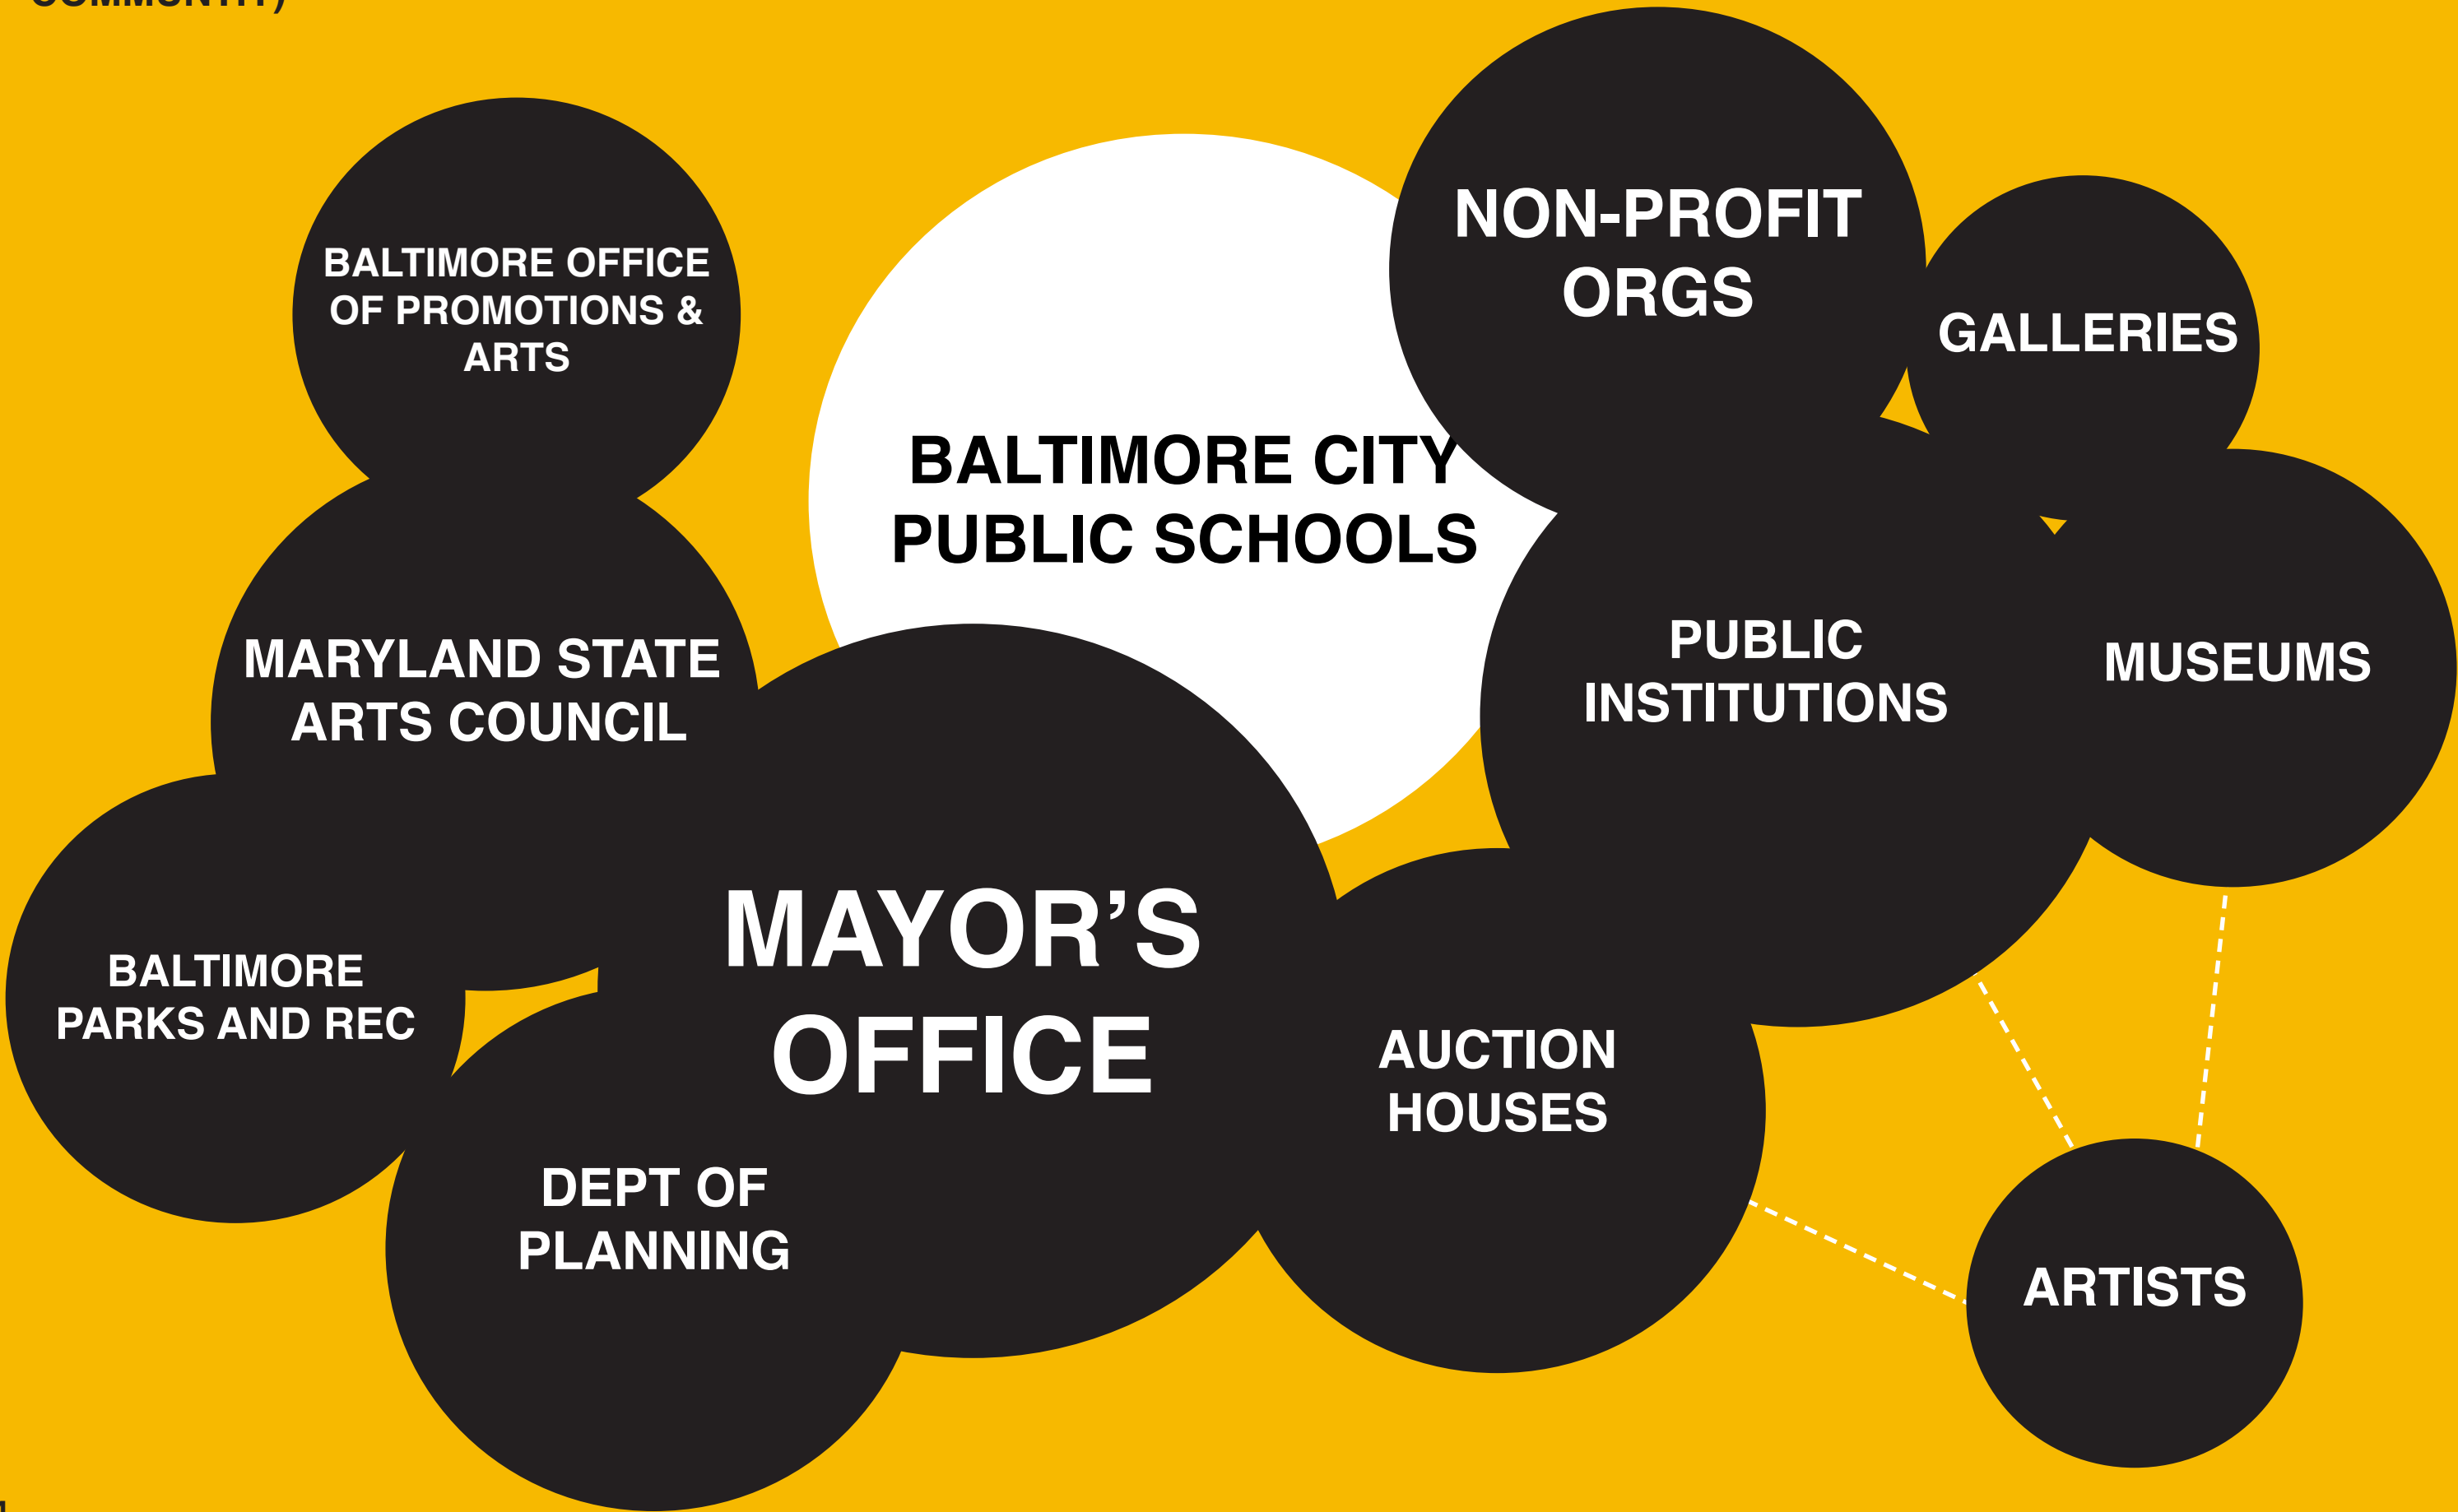 NON-PROFIT
ORGS
BALTIMORE OFFICE
OF PROMOTIONS &
ARTS
GALLERIES
BALTIMORE CITY
PUBLIC SCHOOLS
MARYLAND STATE
ARTS COUNCIL
PUBLIC
INSTITUTIONS
MUSEUMS
MAYOR’S
OFFICE
BALTIMORE
PARKS AND REC
AUCTION
HOUSES
DEPT OF
PLANNING
ARTISTS